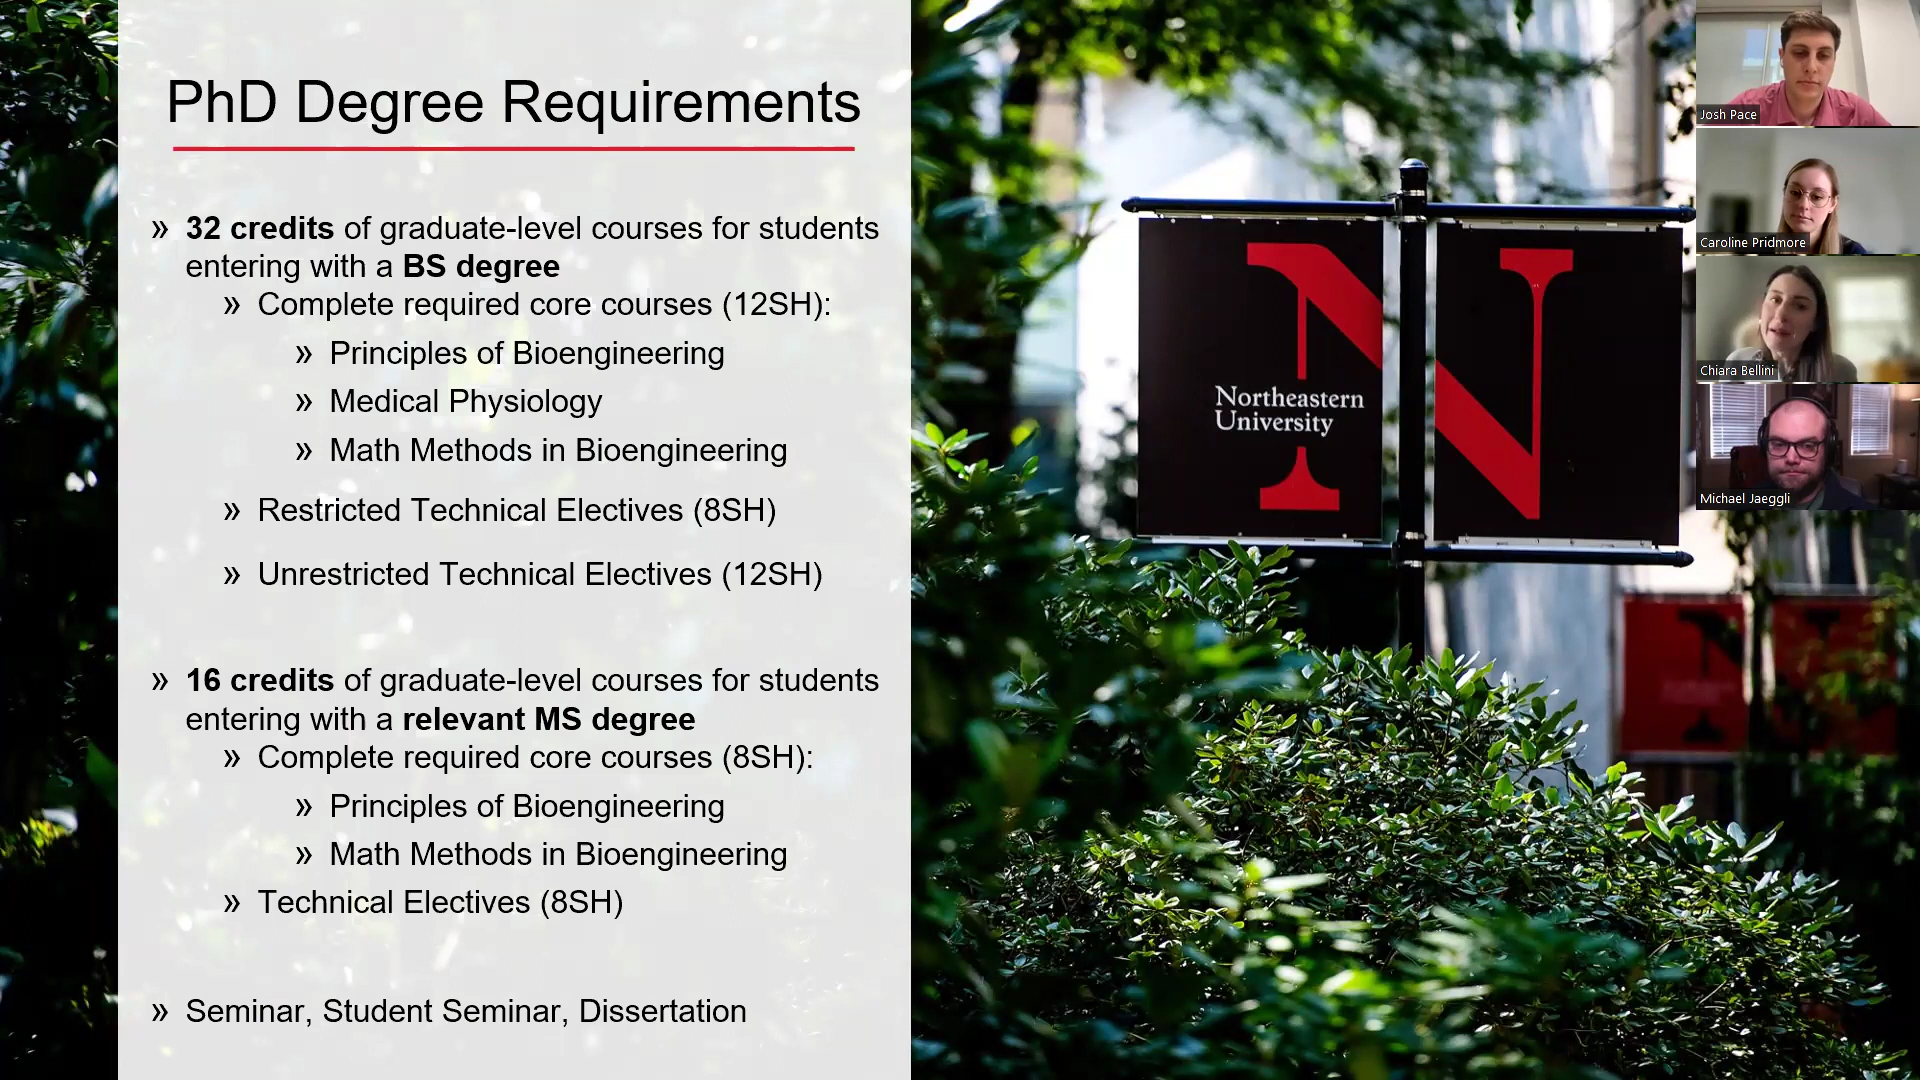 PhD Degree Requirements
» 32 credits of graduate-level courses for students
entering with a BS degree
» Complete required core courses (12SH):
» Principles of Bioengineering
» Medical Physiology
» Math Methods in Bioengineering
» Restricted Technical Electives (8SH)
» Unrestricted Technical Electives (12SH)
» 16 credits of graduate-level courses for students
entering with a relevant MS degree
» Complete required core courses (8SH):
» Principles of Bioengineering
» Math Methods in Bioengineering
» Technical Electives (8SH)
» Seminar, Student Seminar, Dissertation
N
Northeastern
University
N
Josh Pace
Caroline Pridmore
Chiara Bellini
Michael Jaeggli